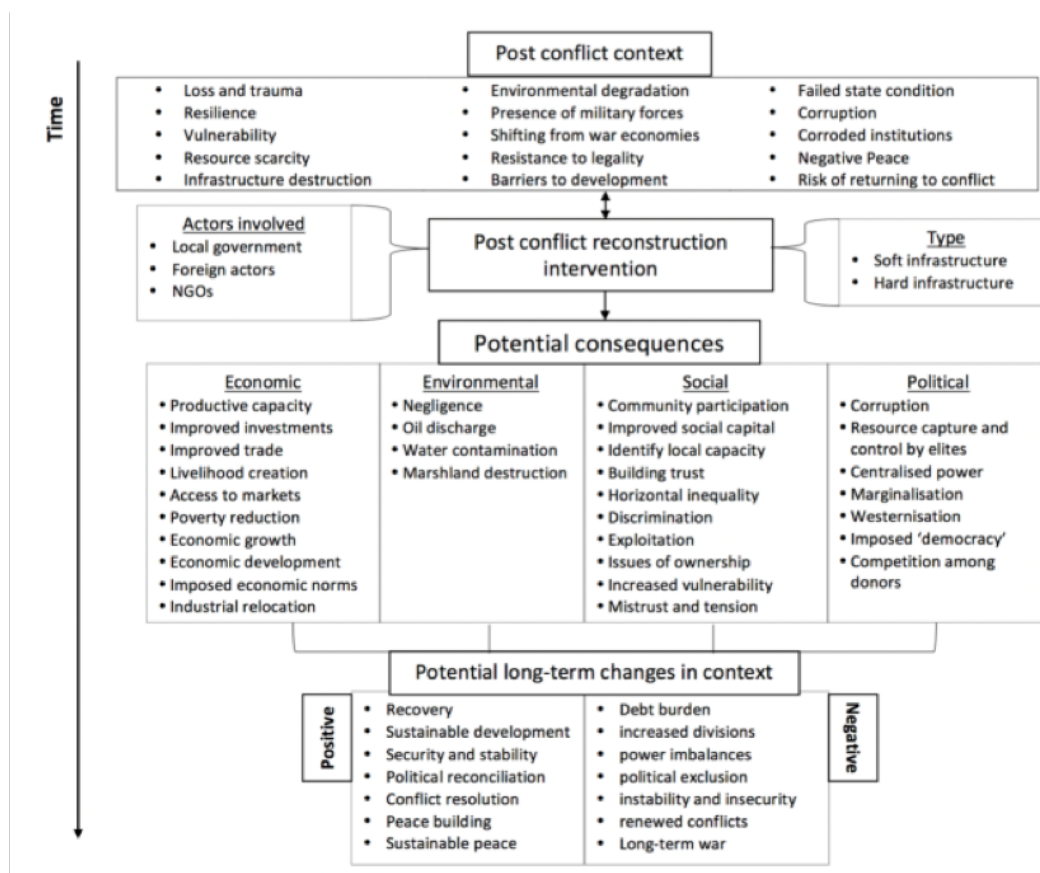 Post conflict context
Time
• Loss and trauma
• Resilience
• Vulnerability
• Resource scarcity
• Infrastructure destruction
• Environmental degradation
• Presence of military forces
• Shifting from war economies
• Resistance to legality
• Barriers to development
• Failed state condition
• Corruption
• Corroded institutions
• Negative Peace
• Risk of returning to conflict
Actors involved
• Local government
• Foreign actors
• NGOs
Post conflict reconstruction
intervention
Type
• Soft infrastructure
• Hard infrastructure
Potential consequences
Economic
• Productive capacity
• Improved investments
• Improved trade
• Livelihood creation
• Access to markets
• Poverty reduction
• Economic growth
• Economic development
• Imposed economic norms
• Industrial relocation
Environmental
• Negligence
• Oil discharge
• Water contamination
• Marshland destruction
Social
• Community participation
• Improved social capital
• Identify local capacity
• Building trust
• Horizontal inequality
• Discrimination
• Exploitation
• Issues of ownership
• Increased vulnerability
• Mistrust and tension
Political
• Corruption
• Resource capture and
control by elites
• Centralised power
• Marginalisation
• Westernisation
• Imposed ‘democracy’
• Competition among
donors
Potential long-term changes in context
Positive
• Recovery
• Sustainable development
• Security and stability
• Political reconciliation
• Conflict resolution
• Peace building
• Sustainable peace
• Debt burden
• increased divisions
• power imbalances
• political exclusion
• instability and insecurity
• renewed conflicts
• Long-term war
Negative